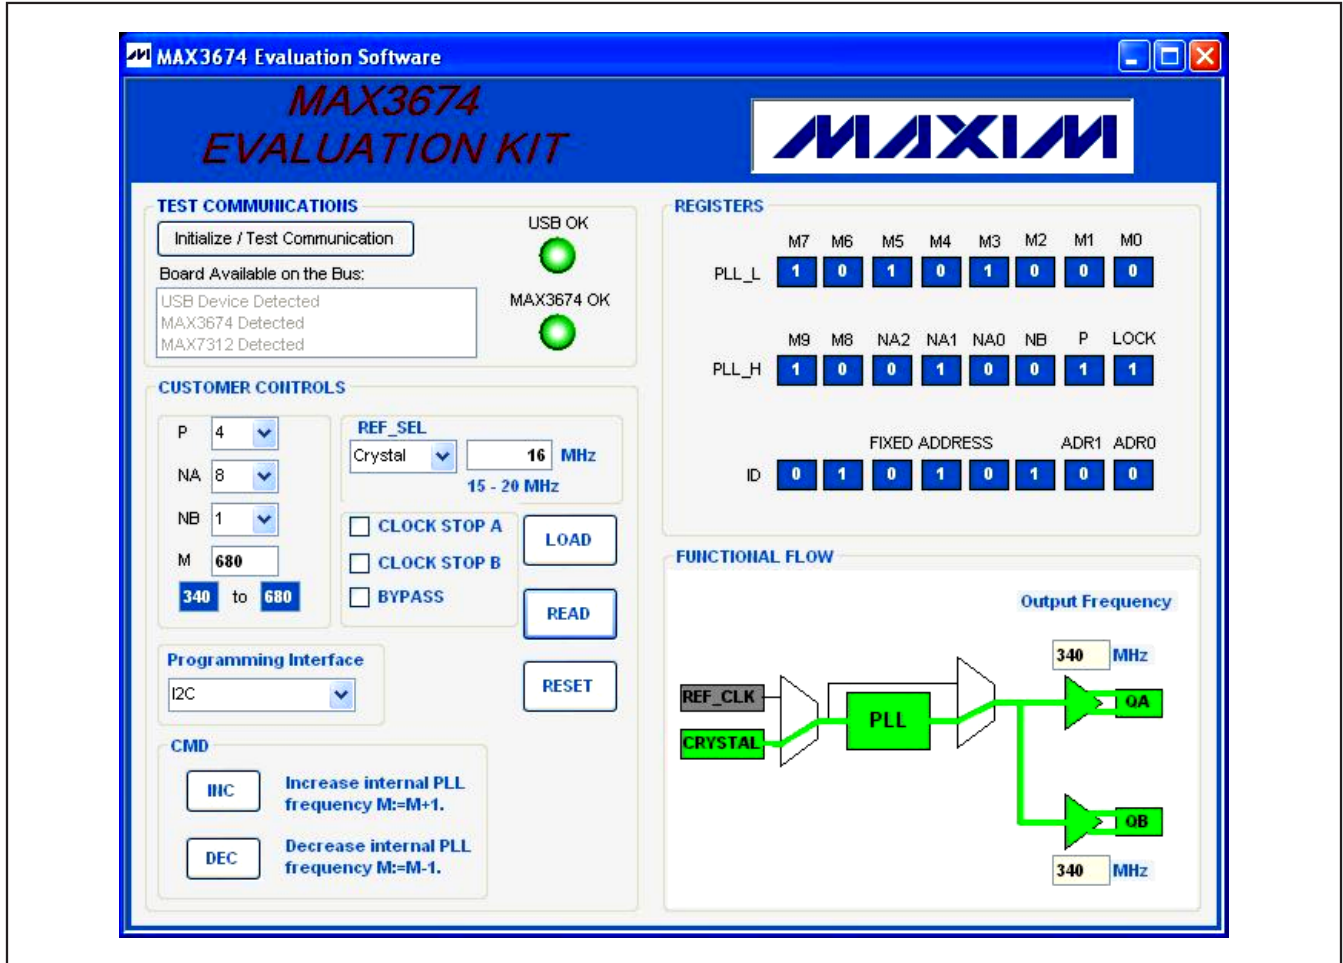 MAX3674 Evaluation Software
MAX3674
EVALUATION KIT
MAXIM
TEST COMMUNICATIONS
Initialize / Test Communication
USB OK
Board Available on the Bus:
USB Device Detected
MAX3674 Detected
MAX7312 Detected
MAX3674 OK
CUSTOMER CONTROLS
P 4
NA 8
NB 1
M 680
340 to 680
REF_SEL
Crystal 16 MHz
15 - 20 MHz
CLOCK STOP A
CLOCK STOP B
BYPASS
LOAD
READ
RESET
Programming Interface
I2C
CMD
INC Increase internal PLL
frequency M:=M+1.
DEC Decrease internal PLL
frequency M:=M-1.
REGISTERS
M7 M6 M5 M4 M3 M2 M1 M0
PLL_L 1 0 1 0 1 0 0 0
M9 M8 NA2 NA1 NA0 NB P LOCK
PLL_H 1 0 0 1 0 0 1 1
FIXED ADDRESS ADR1 ADR0
ID 0 1 0 1 0 1 0 0
FUNCTIONAL FLOW
Output Frequency
340 MHz
REF_CLK
CRYSTAL
PLL
QA
QB
340 MHz